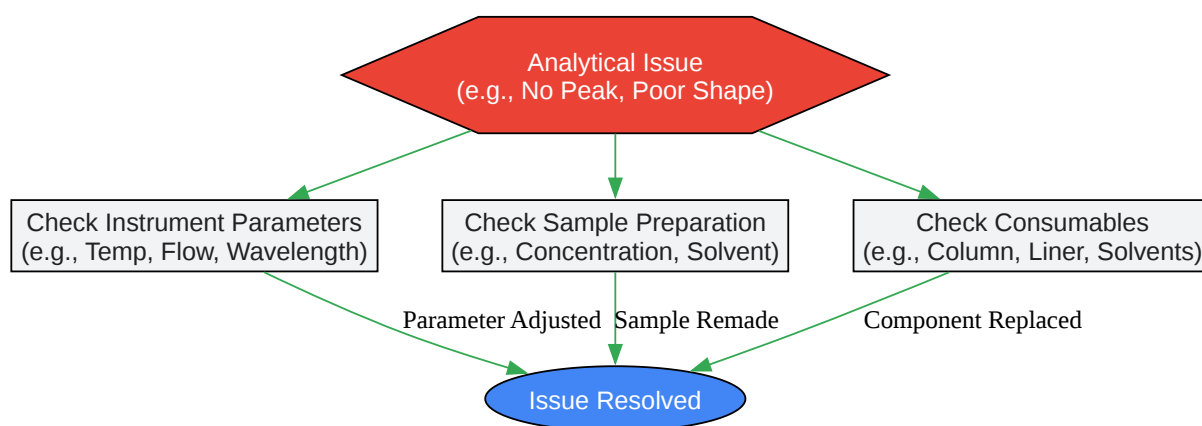 Analytical Issue
(e.g., No Peak, Poor Shape)
Check Instrument Parameters
(e.g., Temp, Flow, Wavelength)
Check Sample Preparation
(e.g., Concentration, Solvent)
Check Consumables
(e.g., Column, Liner, Solvents)
Parameter Adjusted
Sample Remade
Component Replaced
Issue Resolved